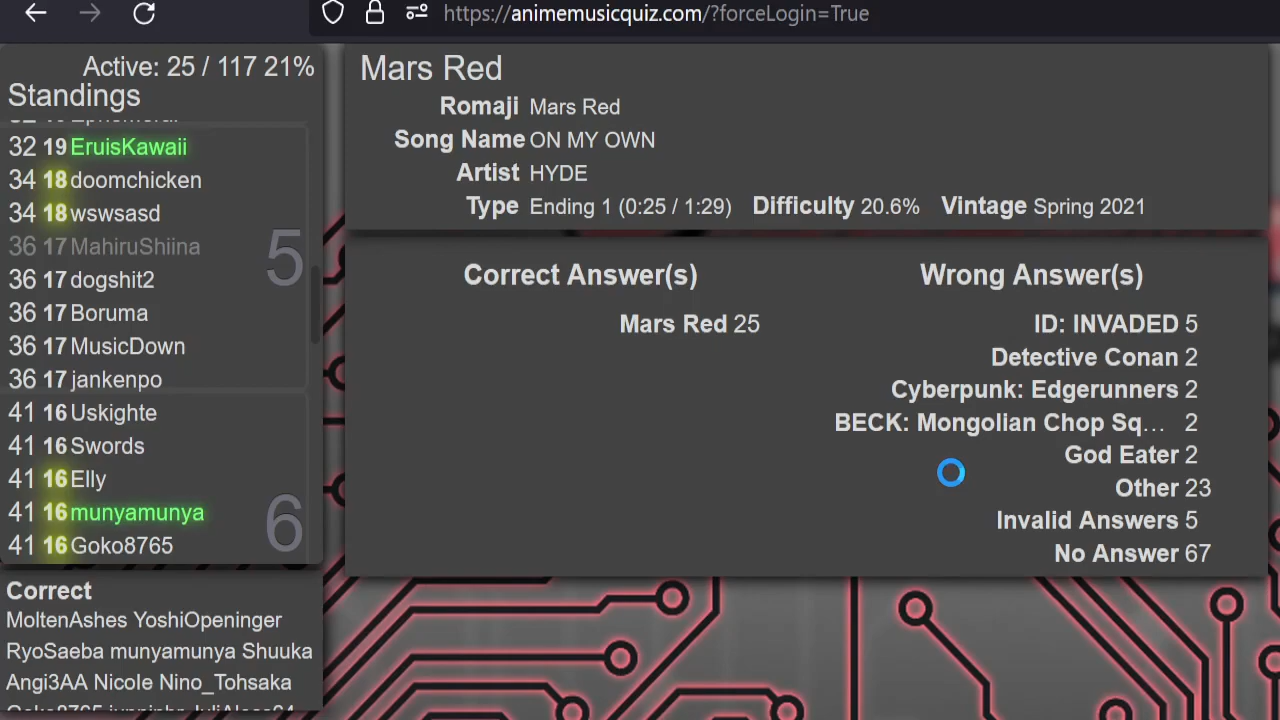 https://animemusicquiz.com/?forceLogin=True
Active: 25 / 117 21%
Standings
32 19 EruisKawaii
34 18 doomchicken
34 18 wswsasd
36 17 MahiruShiina
5
36 17 dogshit2
36 17 Boruma
36 17 MusicDown
36 17 jankenpo
41 16 Uskighte
41 16 Swords
41 16 Elly
41 16 munyamunya
6
41 16 Goko8765
Correct
MoltenAshes YoshiOpeninger
RyoSaeba munyamunya Shuuka
Angi3AA Nicole Nino_Tohsaka
Mars Red
Romaji Mars Red
Song Name ON MY OWN
Artist HYDE
Type Ending 1 (0:25 / 1:29) Difficulty 20.6% Vintage Spring 2021
Correct Answer(s)
Mars Red 25
Wrong Answer(s)
ID: INVADED 5
Detective Conan 2
Cyberpunk: Edgerunners 2
BECK: Mongolian Chop Sq... 2
God Eater 2
Other 23
Invalid Answers 5
No Answer 67